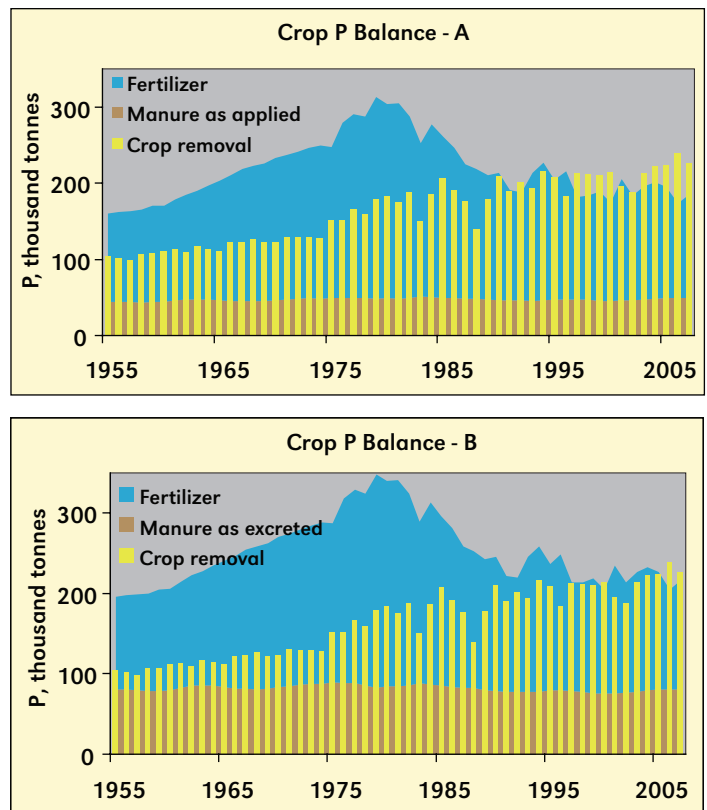 Crop P Balance - A
Fertilizer
Manure as applied
Crop removal
P, thousand tonnes
300
200
100
0
1955 1965 1975 1985 1995 2005
Crop P Balance - B
Fertilizer
Manure as excreted
Crop removal
P, thousand tonnes
300
200
100
0
1955 1965 1975 1985 1995 2005